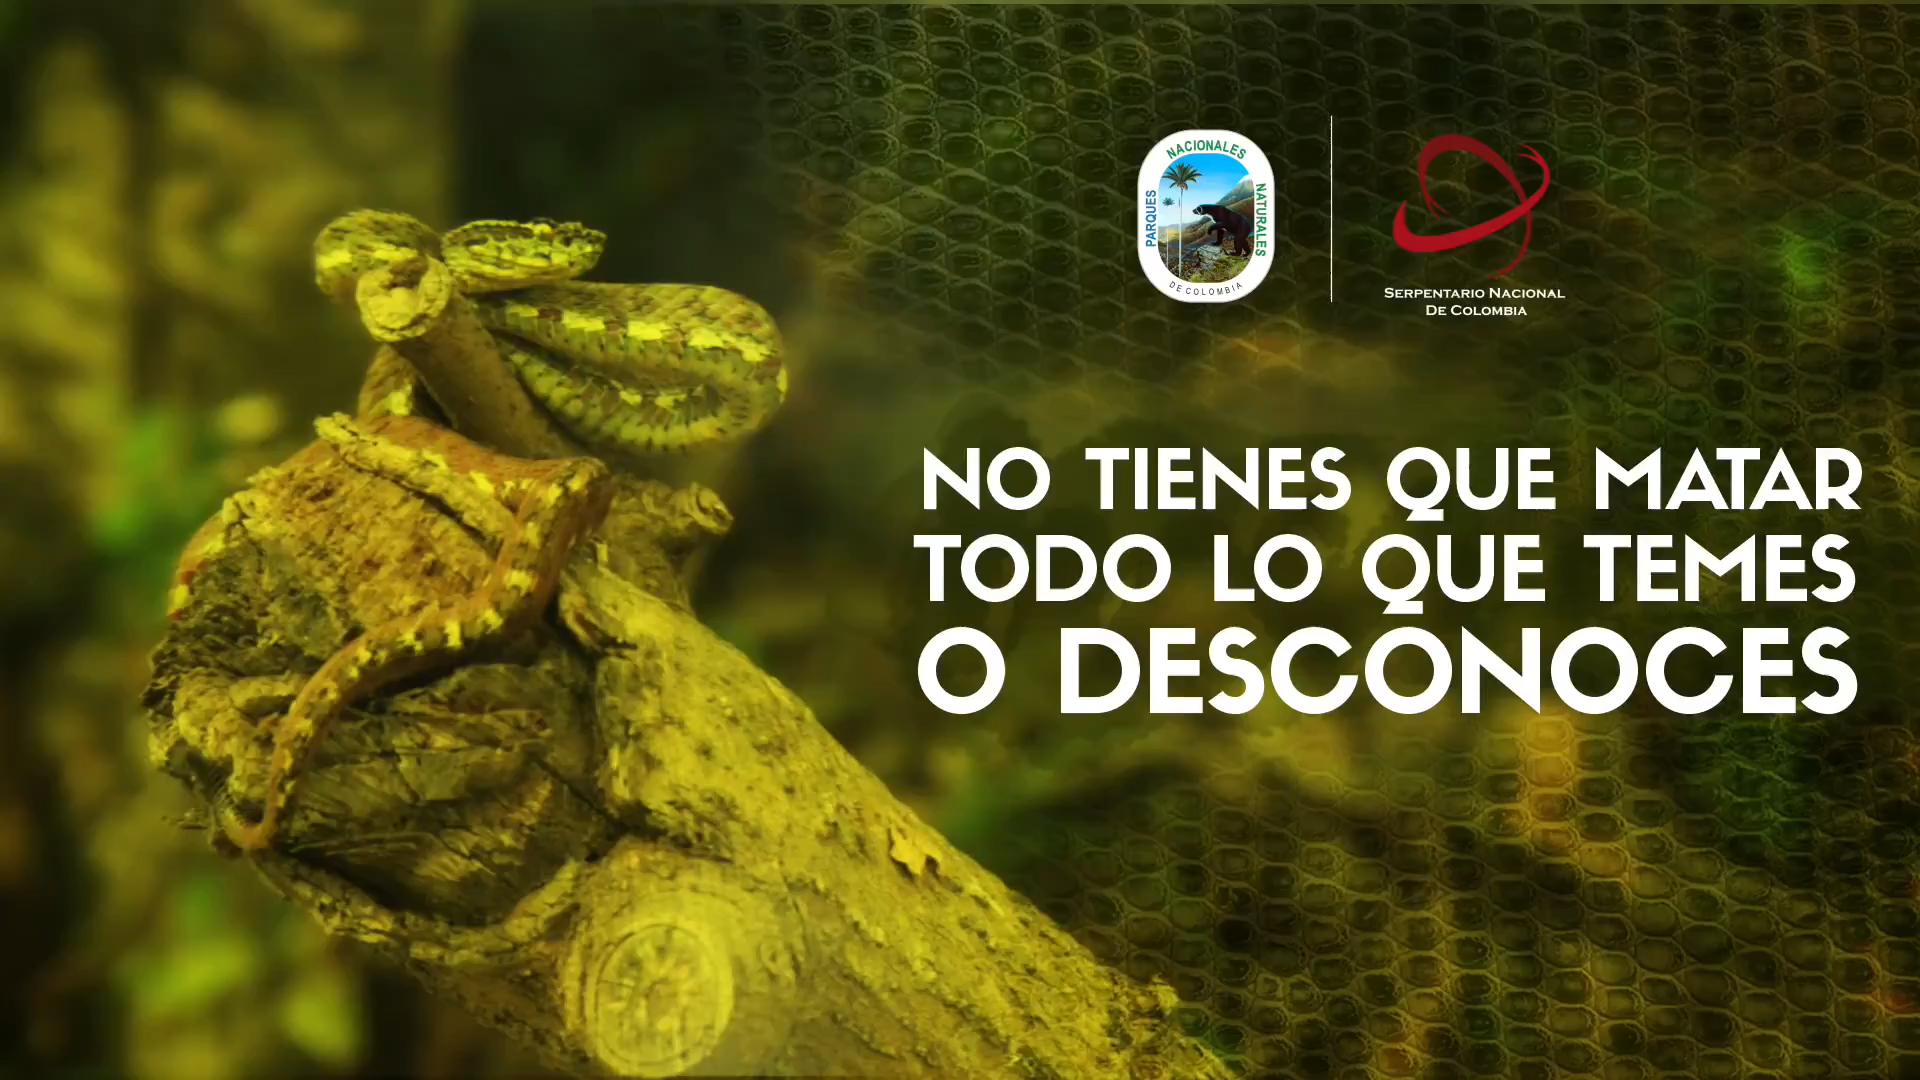 PARQUES NACIONALES NATURALES
DE COLOMBIA
SERPENTARIO NACIONAL
DE COLOMBIA
NO TIENES QUE MATAR
TODO LO QUE TEMES
O DESCONOCES